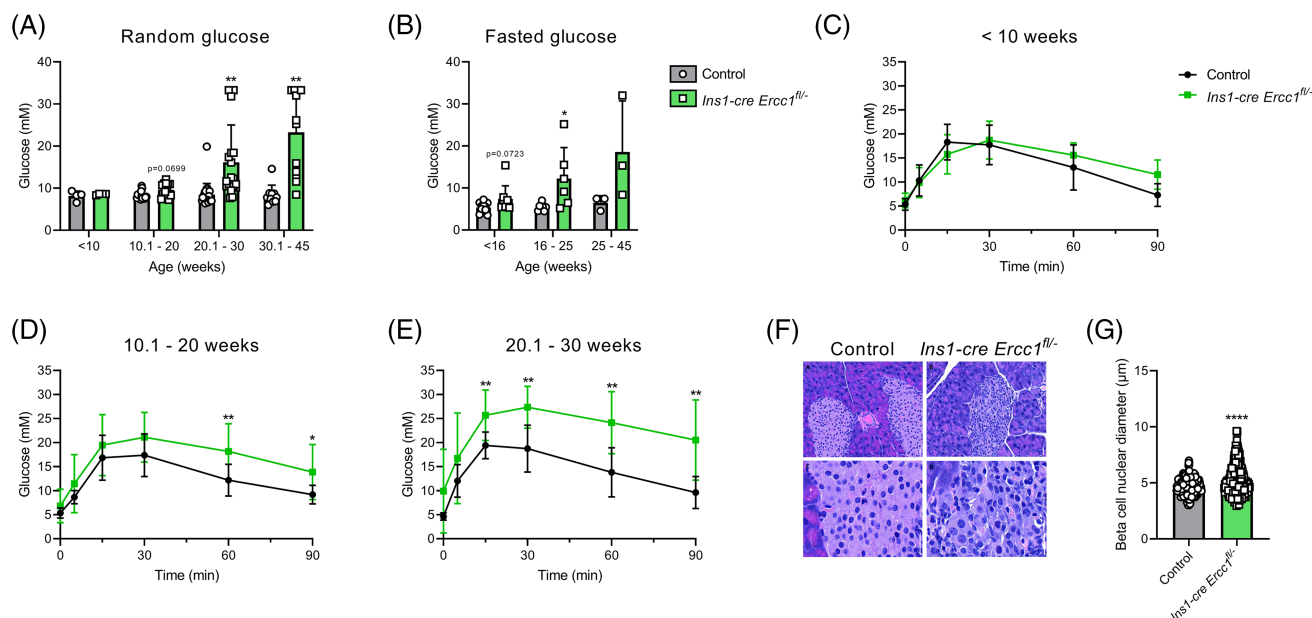 (A)
Random glucose
Glucose (mM)
40
30
20
10
0
p=0.0699
**
**
<10
10.1 - 20
20.1 - 30
30.1 - 45
Age (weeks)
(B)
Fasted glucose
Glucose (mM)
40
30
20
10
0
p=0.0723
*
<16
16 - 25
25 - 45
Age (weeks)
Control
Ins1-cre Ercc1fl/-
(C)
< 10 weeks
Glucose (mM)
35
30
25
20
15
10
5
0
0
30
60
90
Time (min)
Control
Ins1-cre Ercc1fl/-
(D)
10.1 - 20 weeks
Glucose (mM)
35
30
25
20
15
10
5
0
**
*
0
30
60
90
Time (min)
(E)
20.1 - 30 weeks
Glucose (mM)
35
30
25
20
15
10
5
0
**
**
**
**
0
30
60
90
Time (min)
(F)
Control
Ins1-cre Ercc1fl/-
(G)
Beta cell nuclear diameter (μm)
15
10
5
0
****
Control
Ins1-cre Ercc1fl/-